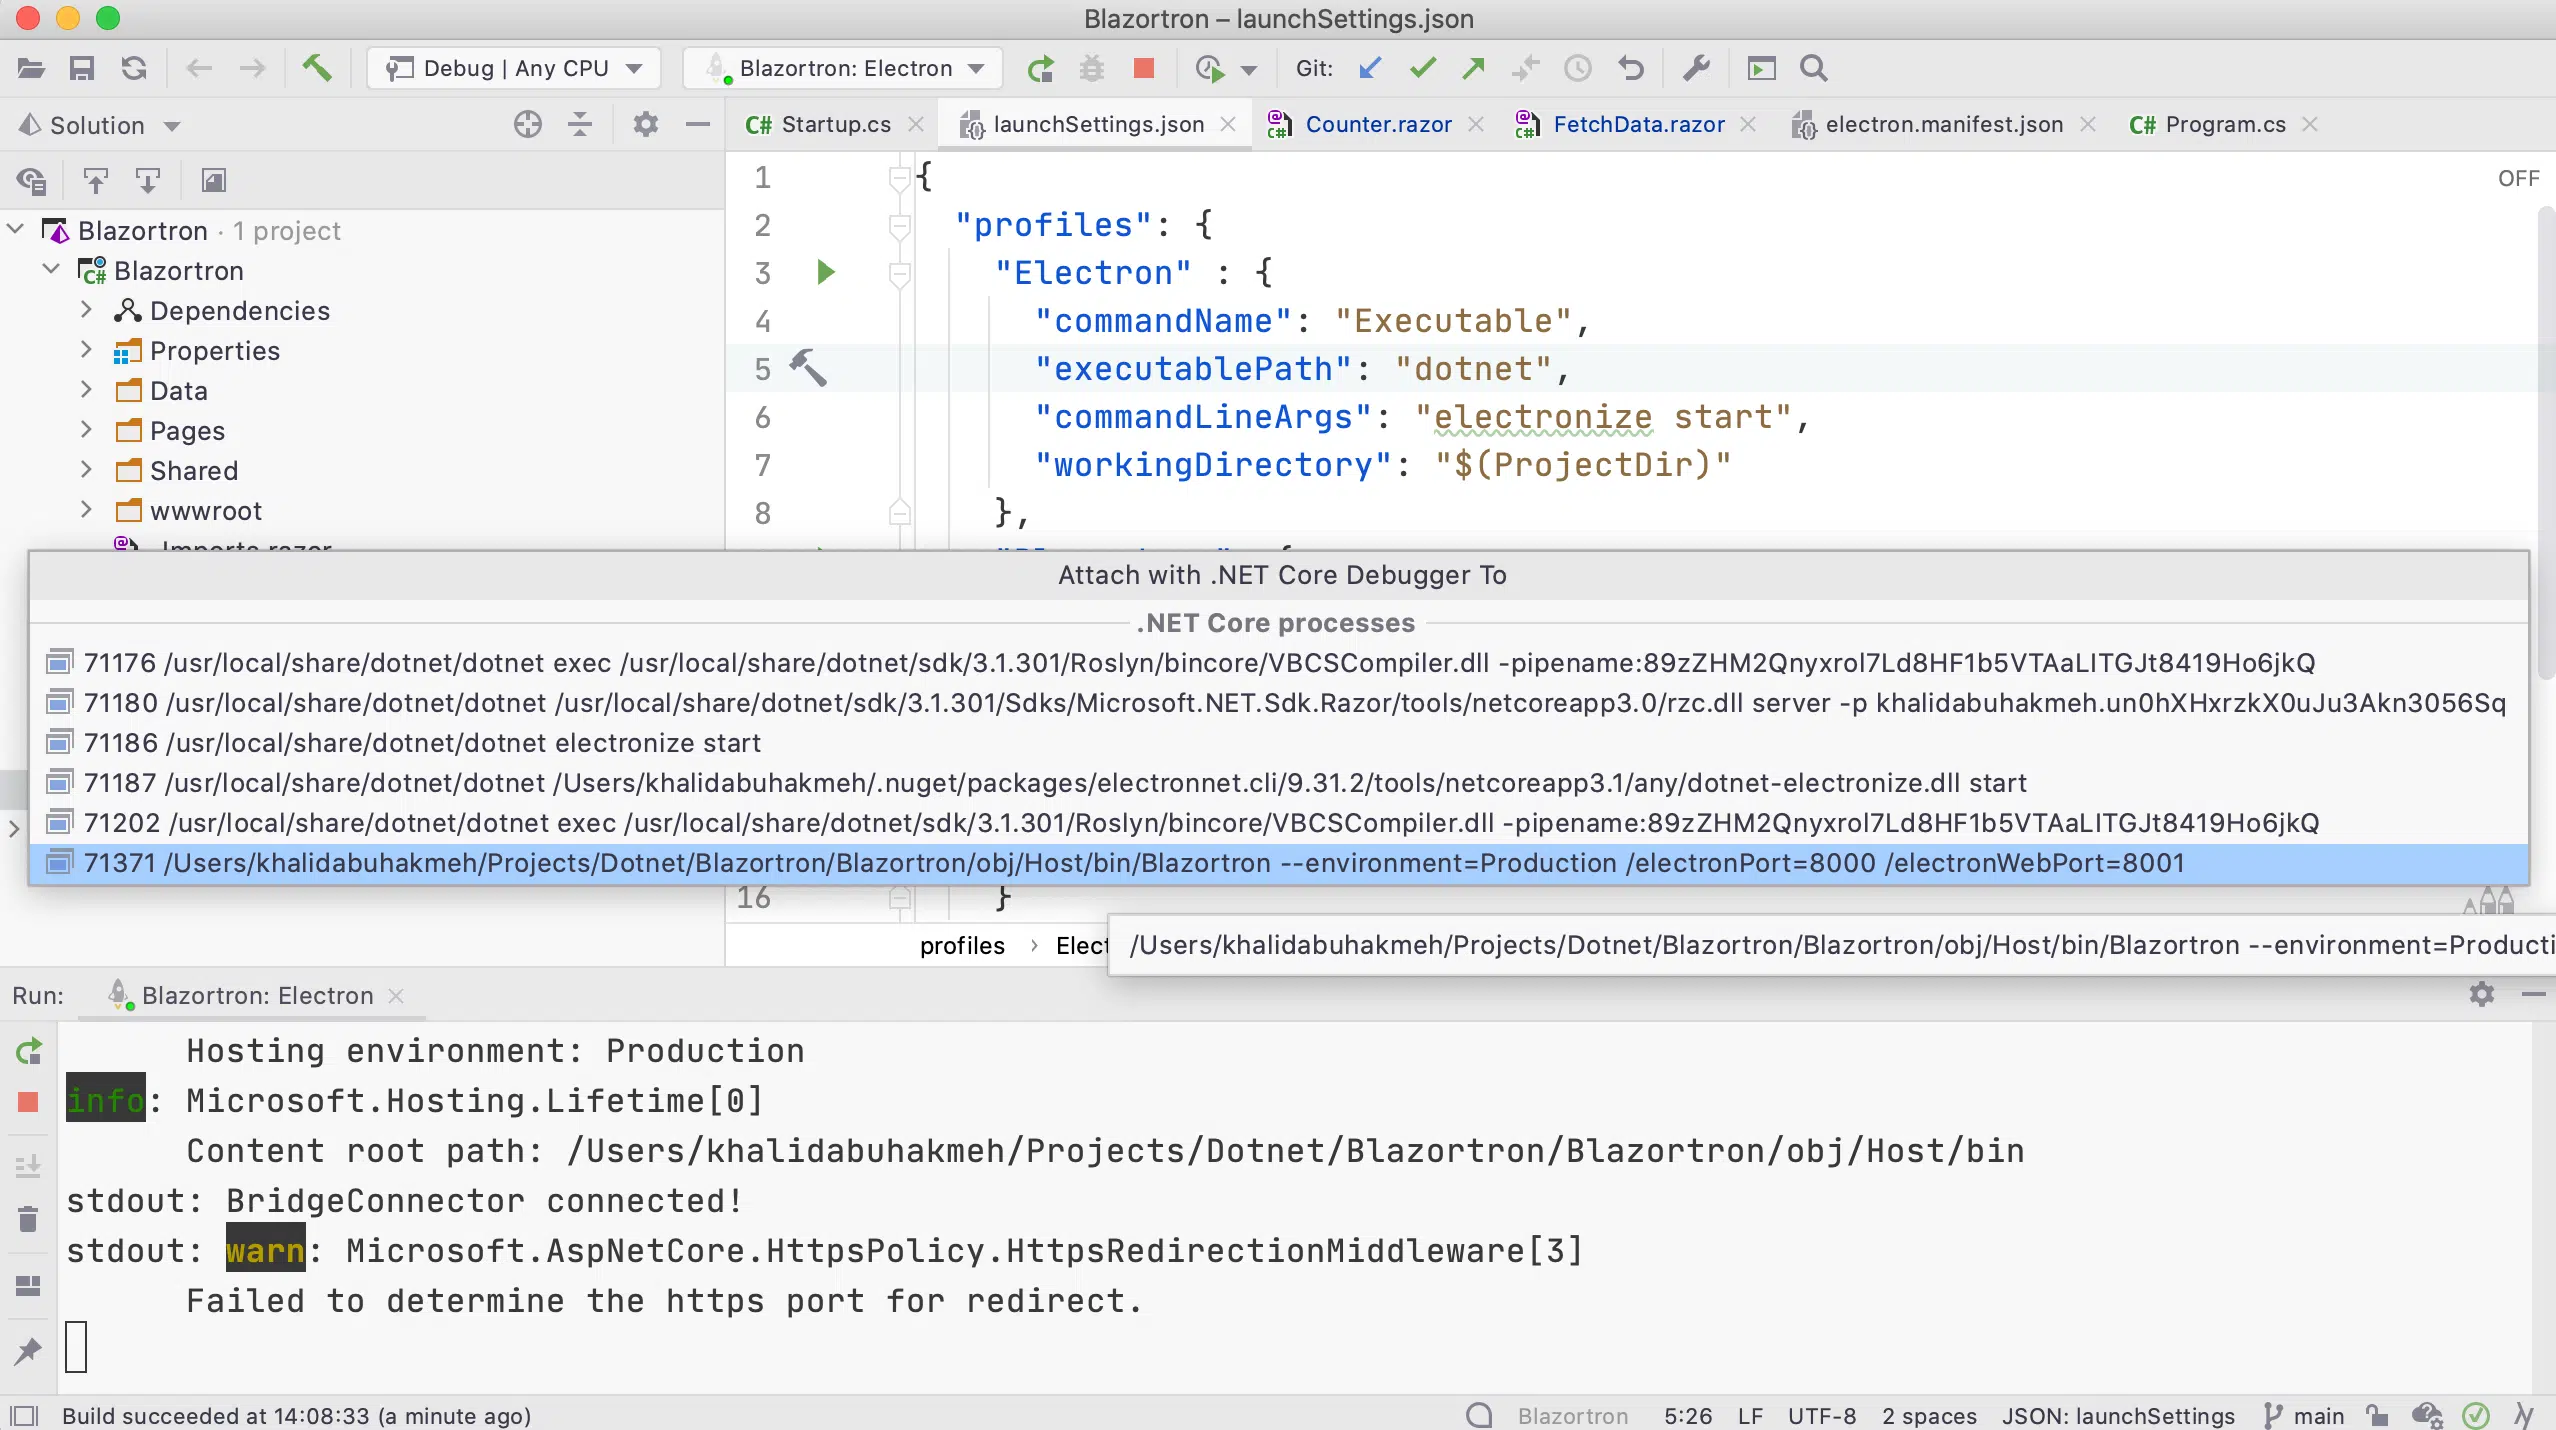 Blazortron – launchSettings.json
Debug | Any CPU
Blazortron: Electron
Git:
Solution
C# Startup.cs
launchSettings.json
Counter.razor
FetchData.razor
electron.manifest.json
C# Program.cs
Blazortron · 1 project
Blazortron
Dependencies
Properties
Data
Pages
Shared
wwwroot
_Imports.razor
OFF
1 {
2 "profiles": {
3 "Electron" : {
4 "commandName": "Executable",
5 "executablePath": "dotnet",
6 "commandLineArgs": "electronize start",
7 "workingDirectory": "$(ProjectDir)"
8 },
Attach with .NET Core Debugger To
.NET Core processes
71176 /usr/local/share/dotnet/dotnet exec /usr/local/share/dotnet/sdk/3.1.301/Roslyn/bincore/VBCSCompiler.dll -pipename:89zZHM2Qnyxrol7Ld8HF1b5VTAaLITGJt8419Ho6jkQ
71180 /usr/local/share/dotnet/dotnet /usr/local/share/dotnet/sdk/3.1.301/Sdks/Microsoft.NET.Sdk.Razor/tools/netcoreapp3.0/rzc.dll server -p khalidabuhakmeh.un0hXHxrzkX0uJu3Akn3056Sq
71186 /usr/local/share/dotnet/dotnet electronize start
71187 /usr/local/share/dotnet/dotnet /Users/khalidabuhakmeh/.nuget/packages/electronnet.cli/9.31.2/tools/netcoreapp3.1/any/dotnet-electronize.dll start
71202 /usr/local/share/dotnet/dotnet exec /usr/local/share/dotnet/sdk/3.1.301/Roslyn/bincore/VBCSCompiler.dll -pipename:89zZHM2Qnyxrol7Ld8HF1b5VTAaLITGJt8419Ho6jkQ
71371 /Users/khalidabuhakmeh/Projects/Dotnet/Blazortron/Blazortron/obj/Host/bin/Blazortron --environment=Production /electronPort=8000 /electronWebPort=8001
16 }
profiles › Elect
/Users/khalidabuhakmeh/Projects/Dotnet/Blazortron/Blazortron/obj/Host/bin/Blazortron --environment=Producti
Run: Blazortron: Electron
Hosting environment: Production
info: Microsoft.Hosting.Lifetime[0]
Content root path: /Users/khalidabuhakmeh/Projects/Dotnet/Blazortron/Blazortron/obj/Host/bin
stdout: BridgeConnector connected!
stdout: warn: Microsoft.AspNetCore.HttpsPolicy.HttpsRedirectionMiddleware[3]
Failed to determine the https port for redirect.
Build succeeded at 14:08:33 (a minute ago)
Blazortron
5:26
LF
UTF-8
2 spaces
JSON: launchSettings
main